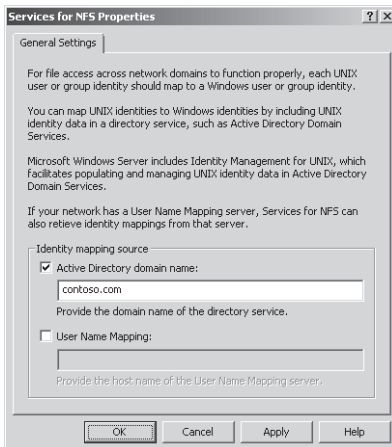 Services for NFS Properties
General Settings
For file access across network domains to function properly, each UNIX
user or group identity should map to a Windows user or group identity.
You can map UNIX identities to Windows identities by including UNIX
identity data in a directory service, such as Active Directory Domain
Services.
Microsoft Windows Server includes Identity Management for UNIX, which
facilitates populating and managing UNIX identity data in Active Directory
Domain Services.
If your network has a User Name Mapping server, Services for NFS can
also retieve identity mappings from that server.
Identity mapping source
Active Directory domain name:
contoso.com
Provide the domain name of the directory service.
User Name Mapping:
Provide the host name of the User Name Mapping server.
OK Cancel Apply Help